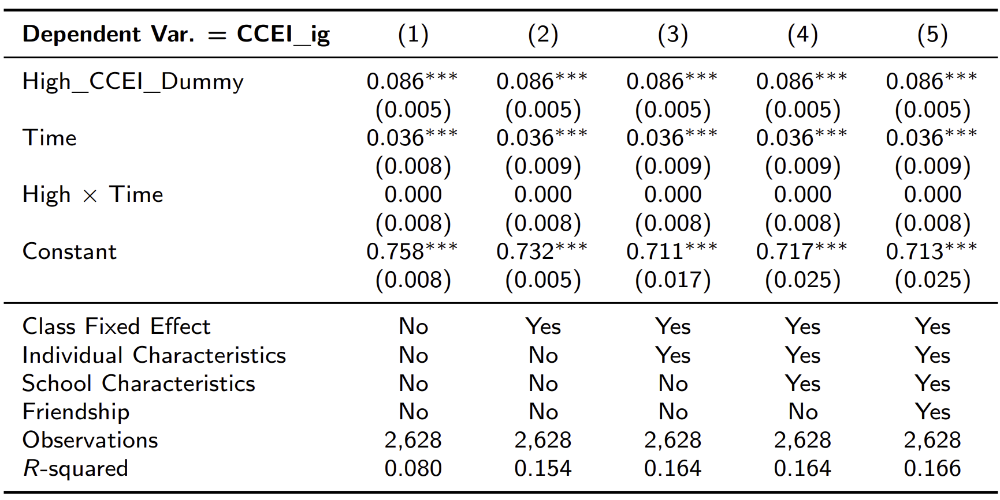 Dependent Var. = CCEI_ig (1) (2) (3) (4) (5)
High_CCEI_Dummy 0.086*** 0.086*** 0.086*** 0.086*** 0.086***
(0.005) (0.005) (0.005) (0.005) (0.005)
Time 0.036*** 0.036*** 0.036*** 0.036*** 0.036***
(0.008) (0.009) (0.009) (0.009) (0.009)
High × Time 0.000 0.000 0.000 0.000 0.000
(0.008) (0.008) (0.008) (0.008) (0.008)
Constant 0.758*** 0.732*** 0.711*** 0.717*** 0.713***
(0.008) (0.005) (0.017) (0.025) (0.025)
Class Fixed Effect No Yes Yes Yes Yes
Individual Characteristics No No Yes Yes Yes
School Characteristics No No No Yes Yes
Friendship No No No No Yes
Observations 2,628 2,628 2,628 2,628 2,628
R-squared 0.080 0.154 0.164 0.164 0.166